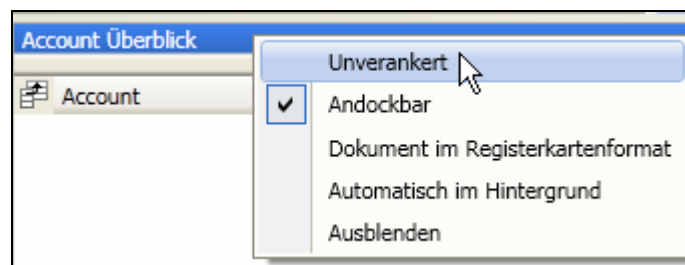 Account Überblick
Unverankert
Account
Andockbar
Dokument im Registerkartenformat
Automatisch im Hintergrund
Ausblenden